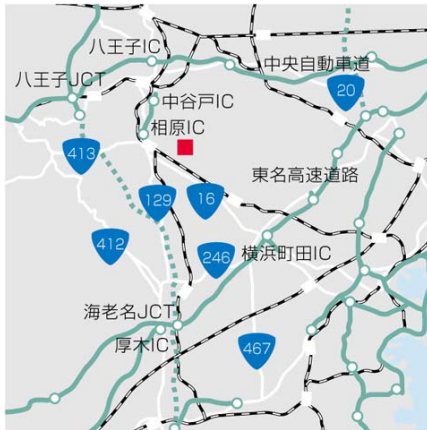 八王子IC
中央自動車道
八王子JCT
20
中谷戸IC
相原IC
413
東名高速道路
129
16
412
246
横浜町田IC
海老名JCT
厚木IC
467